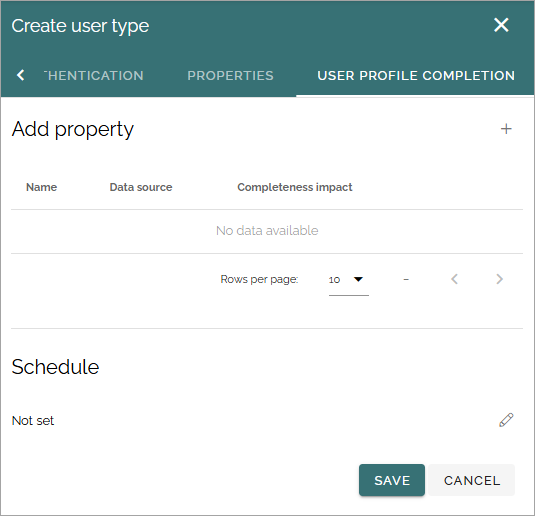 Create user type
THENTICATION PROPERTIES USER PROFILE COMPLETION
Add property
Name Data source Completeness impact
No data available
Rows per page: 10 –
Schedule
Not set
SAVE CANCEL